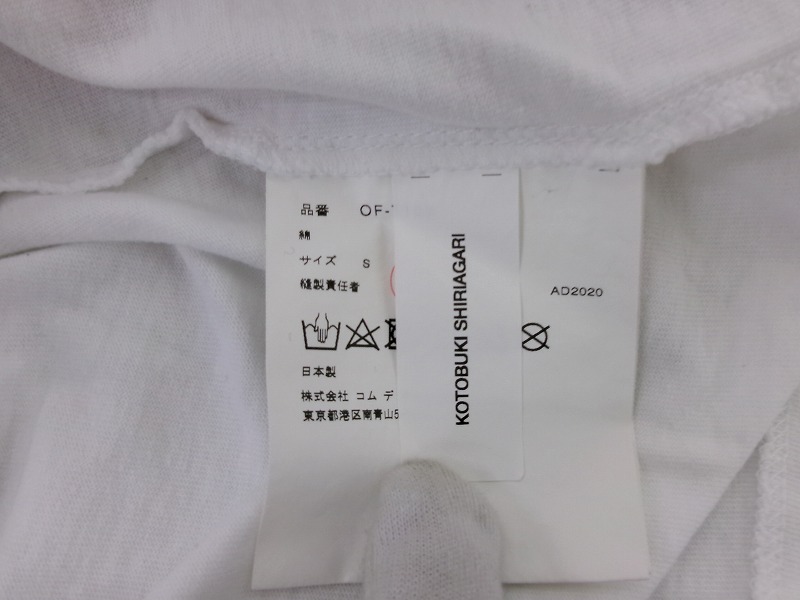 品番 OF-
綿
サイズ S
縫製責任者
日本製
株式会社 コム デ
東京都港区南青山5
KOTOBUKI SHIRIAGARI
AD2020